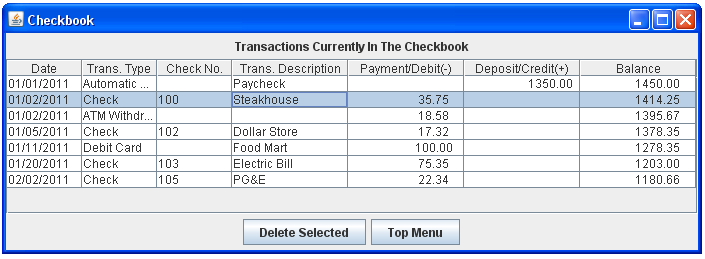 Checkbook
Transactions Currently In The Checkbook
Date Trans. Type Check No. Trans. Description Payment/Debit(-) Deposit/Credit(+) Balance
01/01/2011 Automatic ... Paycheck 1350.00 1450.00
01/02/2011 Check 100 Steakhouse 35.75 1414.25
01/02/2011 ATM Withdr... 18.58 1395.67
01/05/2011 Check 102 Dollar Store 17.32 1378.35
01/11/2011 Debit Card Food Mart 100.00 1278.35
01/20/2011 Check 103 Electric Bill 75.35 1203.00
02/02/2011 Check 105 PG&E 22.34 1180.66
Delete Selected Top Menu